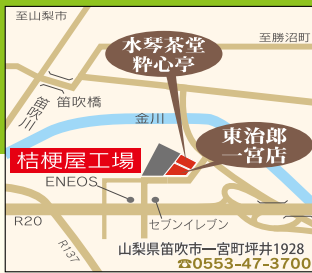 至山梨市
水琴茶堂
粋心亭
至勝沼町
笛吹川
笛吹橋
金川
東治郎
一宮店
桔梗屋工場
ENEOS
セブンイレブン
R20
R137
山梨県笛吹市一宮町坪井1928
☎0553-47-3700